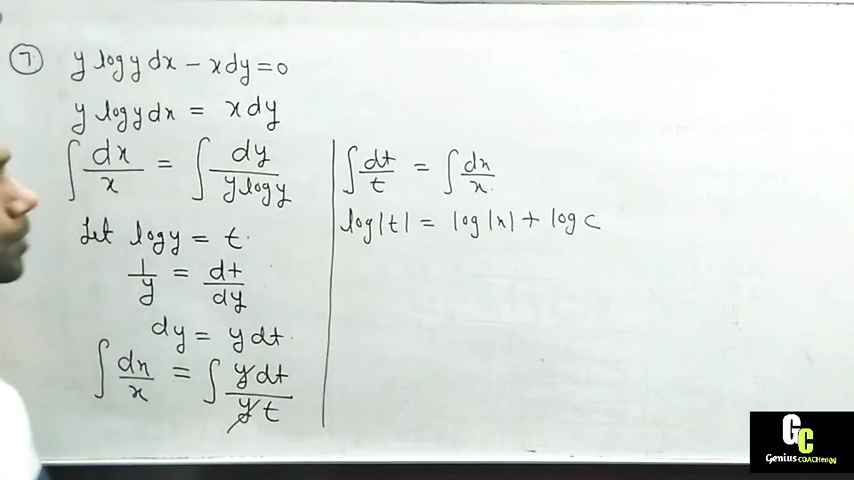 7. y log y dx − x dy = 0
y log y dx = x dy
∫ dx/x = ∫ dy/(y log y)
Let log y = t.
1/y = dt/dy
dy = y dt.
∫ dx/x = ∫ y dt/(y t)
∫ dt/t = ∫ dx/x.
log|t| = log|x| + log c
GC
Genius COACHengg